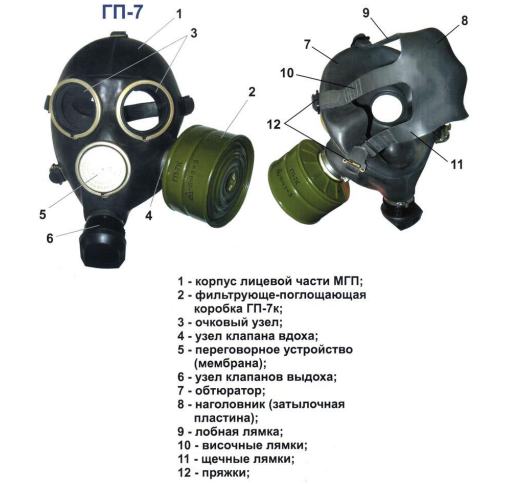 ГП-7
1
3
2
5
4
6
9
8
7
10
12
11
1 - корпус лицевой части МГП;
2 - фильтрующе-поглощающая
коробка ГП-7к;
3 - очковый узел;
4 - узел клапана вдоха;
5 - переговорное устройство
(мембрана);
6 - узел клапанов выдоха;
7 - обтюратор;
8 - наголовник (затылочная
пластина);
9 - лобная лямка;
10 - височные лямки;
11 - щечные лямки;
12 - пряжки;